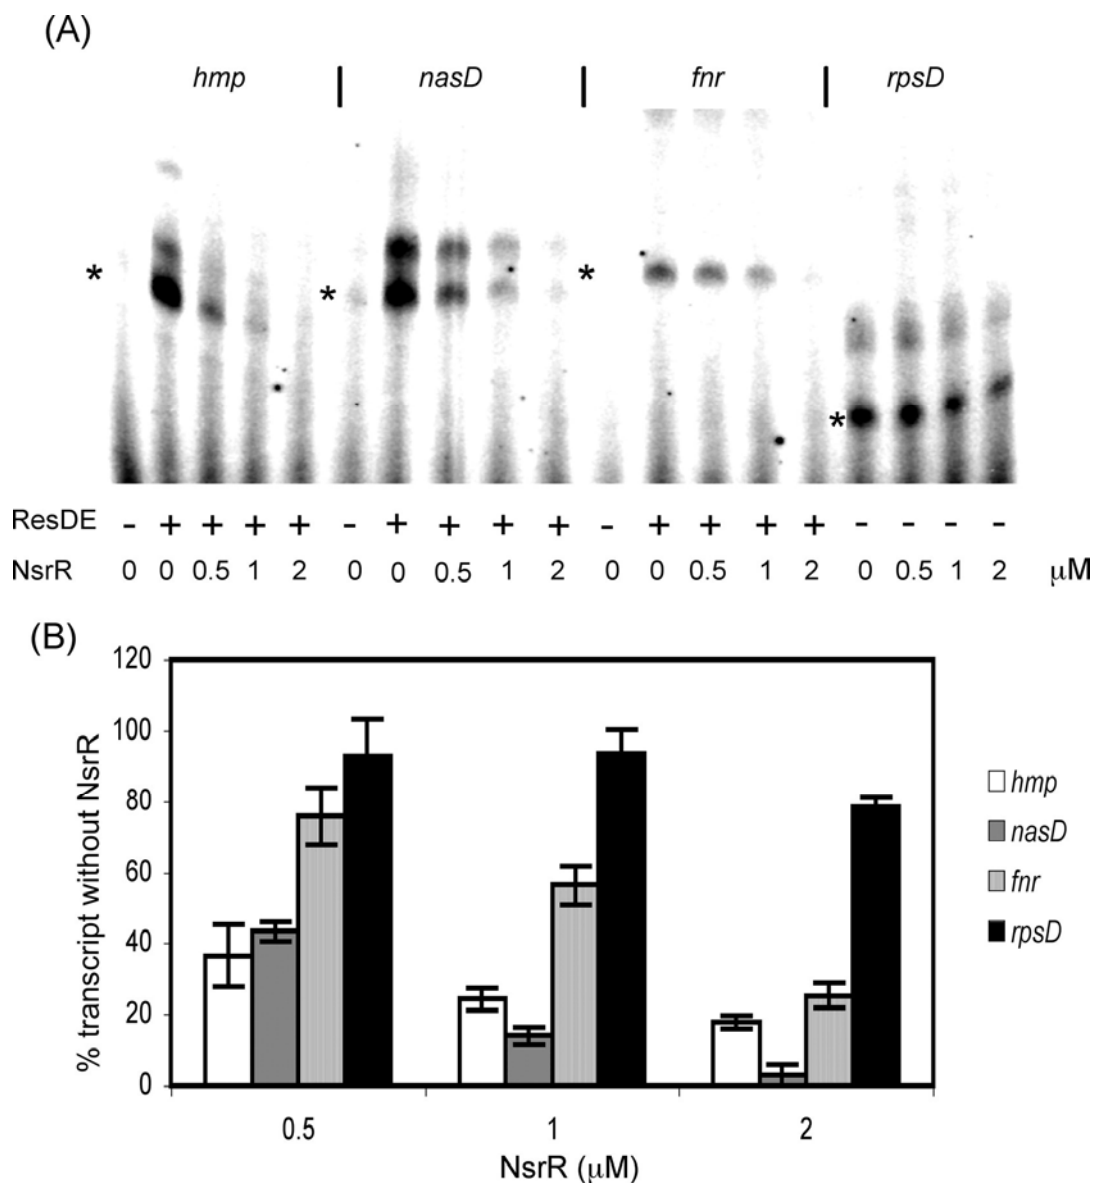 (A)
hmp nasD fnr rpsD
* * * *
ResDE - + + + + - + + + + - + + + + - - - -
NsrR 0 0 0.5 1 2 0 0 0.5 1 2 0 0 0.5 1 2 0 0.5 1 2 µM
(B)
% transcript without NsrR
120
100
80
60
40
20
0
0.5 1 2
NsrR (µM)
hmp
nasD
fnr
rpsD